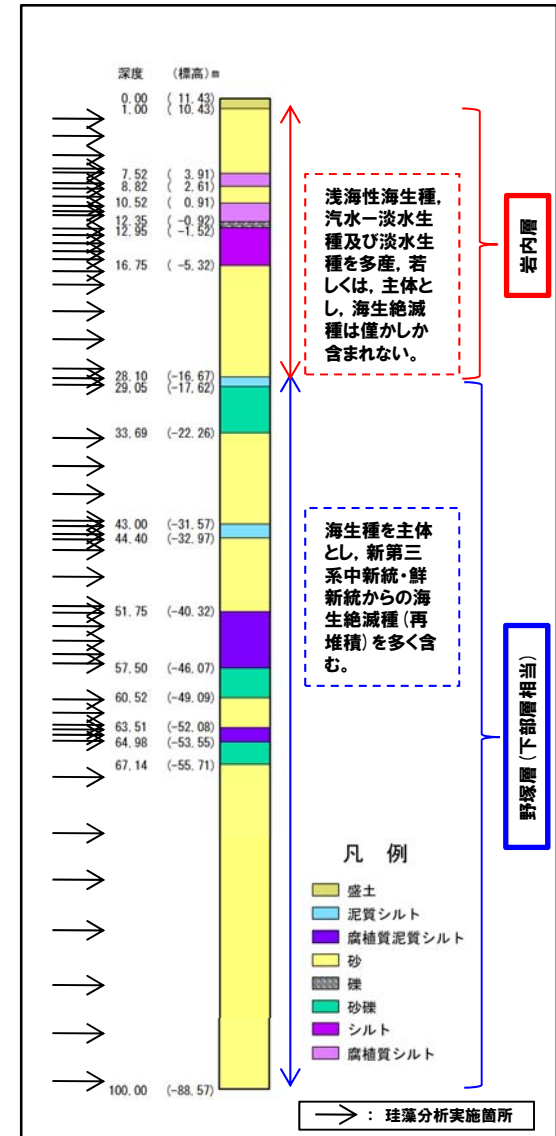 深度 (標高) m
0.00 ( 11.43)
1.00 ( 10.43)
7.52 ( 3.91)
8.82 ( 2.61)
10.52 ( 0.91)
12.35 ( -0.92)
12.95 ( -1.52)
16.75 ( -5.32)
28.10 (-16.67)
29.05 (-17.62)
33.69 (-22.26)
43.00 (-31.57)
44.40 (-32.97)
51.75 (-40.32)
57.50 (-46.07)
60.52 (-49.09)
63.51 (-52.08)
64.98 (-53.55)
67.14 (-55.71)
100.00 (-88.57)
浅海性海生種,
汽水ー淡水生
種及び淡水生
種を多産, 若
しくは, 主体と
し, 海生絶滅
種は僅かしか
含まれない。
岩内層
海生種を主体
とし, 新第三
系中新統・鮮
新統からの海
生絶滅種(再
堆積)を多く含
む。
野塚層(下部層相当)
凡 例
盛土
泥質シルト
腐植質泥質シルト
砂
礫
砂礫
シルト
腐植質シルト
: 珪藻分析実施箇所